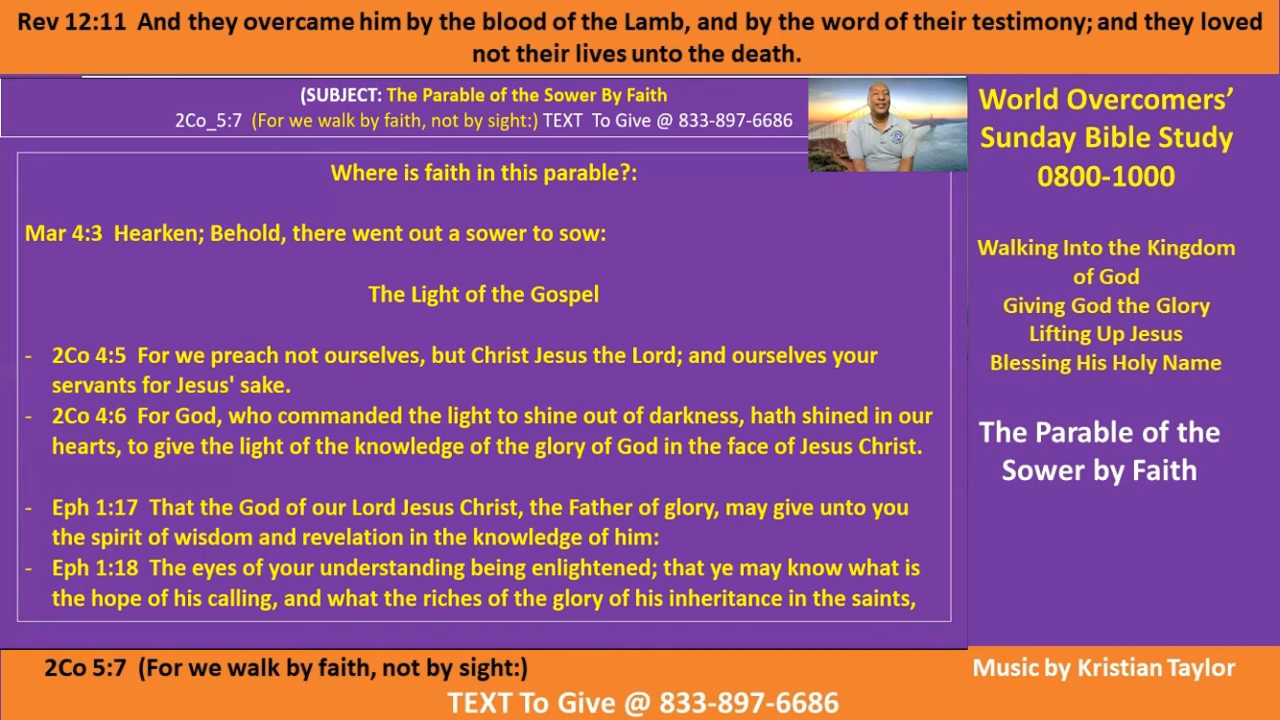 Rev 12:11  And they overcame him by the blood of the Lamb, and by the word of their testimony; and they loved
not their lives unto the death.
(SUBJECT: The Parable of the Sower By Faith
2Co_5:7  (For we walk by faith, not by sight:) TEXT  To Give @ 833-897-6686
Where is faith in this parable?:
Mar 4:3  Hearken; Behold, there went out a sower to sow:
The Light of the Gospel
- 2Co 4:5  For we preach not ourselves, but Christ Jesus the Lord; and ourselves your
servants for Jesus' sake.
- 2Co 4:6  For God, who commanded the light to shine out of darkness, hath shined in our
hearts, to give the light of the knowledge of the glory of God in the face of Jesus Christ.
- Eph 1:17  That the God of our Lord Jesus Christ, the Father of glory, may give unto you
the spirit of wisdom and revelation in the knowledge of him:
- Eph 1:18  The eyes of your understanding being enlightened; that ye may know what is
the hope of his calling, and what the riches of the glory of his inheritance in the saints,
World Overcomers’
Sunday Bible Study
0800-1000
Walking Into the Kingdom
of God
Giving God the Glory
Lifting Up Jesus
Blessing His Holy Name
The Parable of the
Sower by Faith
2Co 5:7  (For we walk by faith, not by sight:)
Music by Kristian Taylor
TEXT To Give @ 833-897-6686